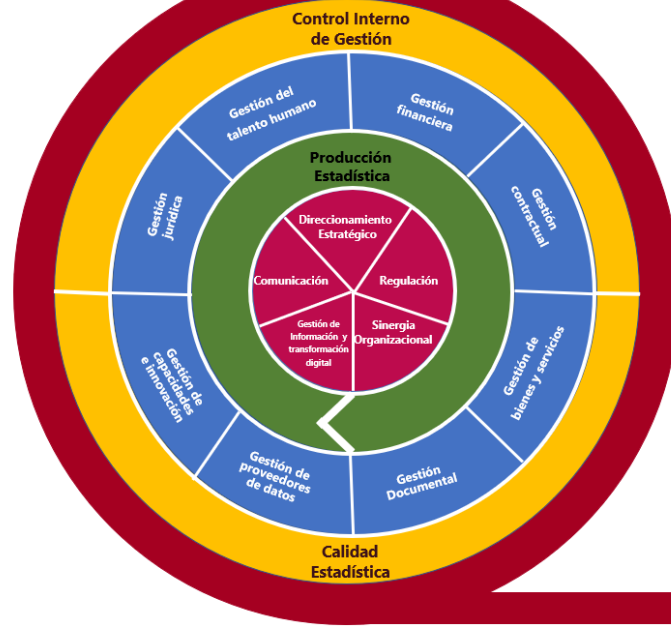 Control Interno
de Gestión
Gestión del
talento humano
Gestión
financiera
Gestión
jurídica
Gestión
contractual
Producción
Estadística
Direccionamiento
Estratégico
Comunicación
Regulación
Gestión de
Información y
transformación
digital
Sinergia
Organizacional
Gestión de
capacidades
e innovación
Gestión de
bienes y servicios
Gestión de
proveedores
de datos
Gestión
Documental
Calidad
Estadística